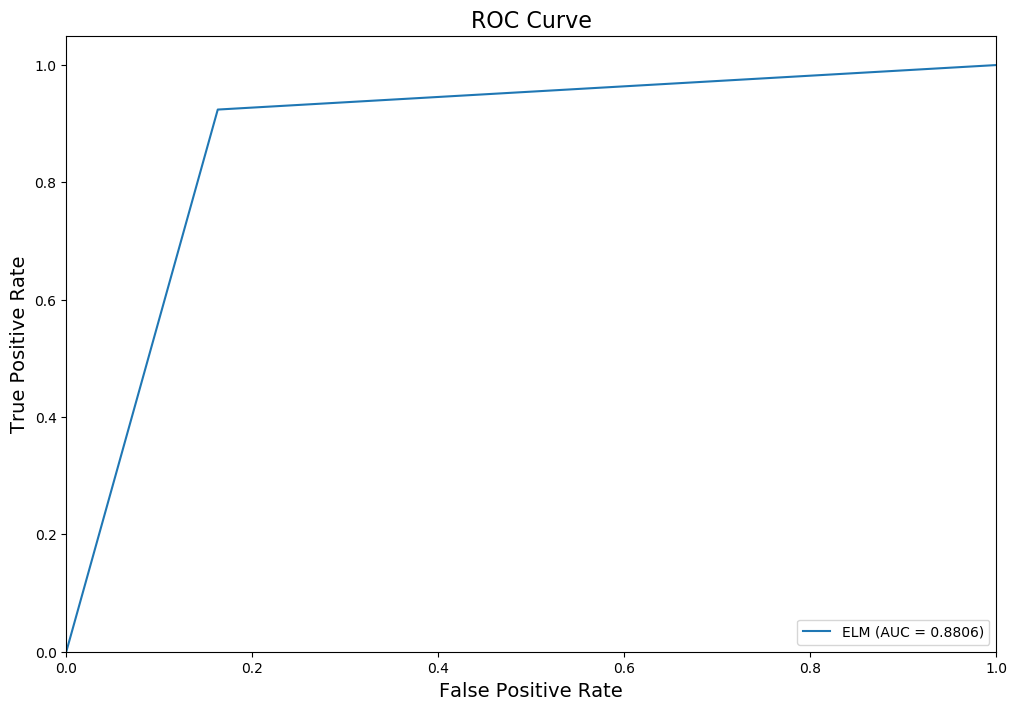 ROC Curve
True Positive Rate
1.0
0.8
0.6
0.4
0.2
0.0
0.0 0.2 0.4 0.6 0.8 1.0
False Positive Rate
ELM (AUC = 0.8806)